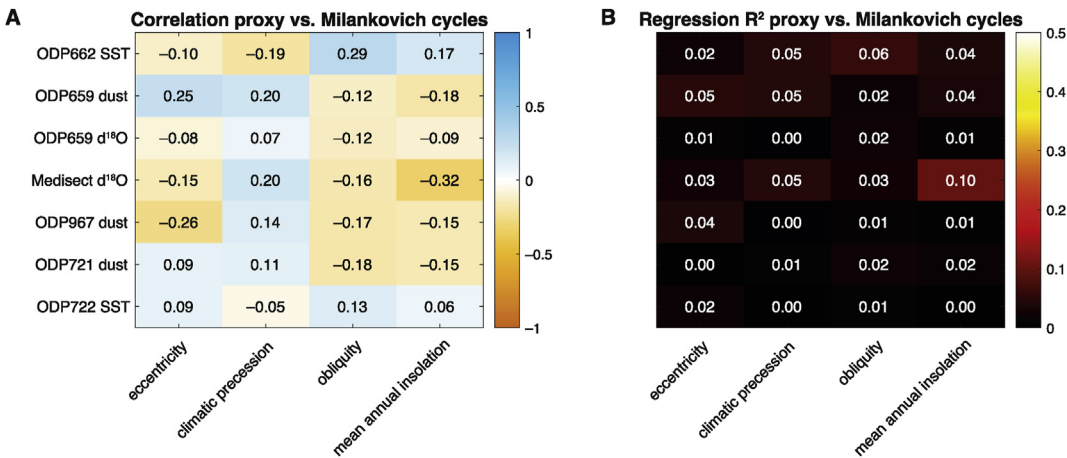 A
Correlation proxy vs. Milankovich cycles
ODP662 SST
−0.10 −0.19 0.29 0.17
ODP659 dust
0.25 0.20 −0.12 −0.18
ODP659 d¹⁸O
−0.08 0.07 −0.12 −0.09
Medisect d¹⁸O
−0.15 0.20 −0.16 −0.32
ODP967 dust
−0.26 0.14 −0.17 −0.15
ODP721 dust
0.09 0.11 −0.18 −0.15
ODP722 SST
0.09 −0.05 0.13 0.06
eccentricity
climatic precession
obliquity
mean annual insolation
1
0.5
0
−0.5
−1
B
Regression R² proxy vs. Milankovich cycles
0.02 0.05 0.06 0.04
0.05 0.05 0.02 0.04
0.01 0.00 0.02 0.01
0.03 0.05 0.03 0.10
0.04 0.00 0.01 0.01
0.00 0.01 0.02 0.02
0.02 0.00 0.01 0.00
eccentricity
climatic precession
obliquity
mean annual insolation
0.5
0.4
0.3
0.2
0.1
0